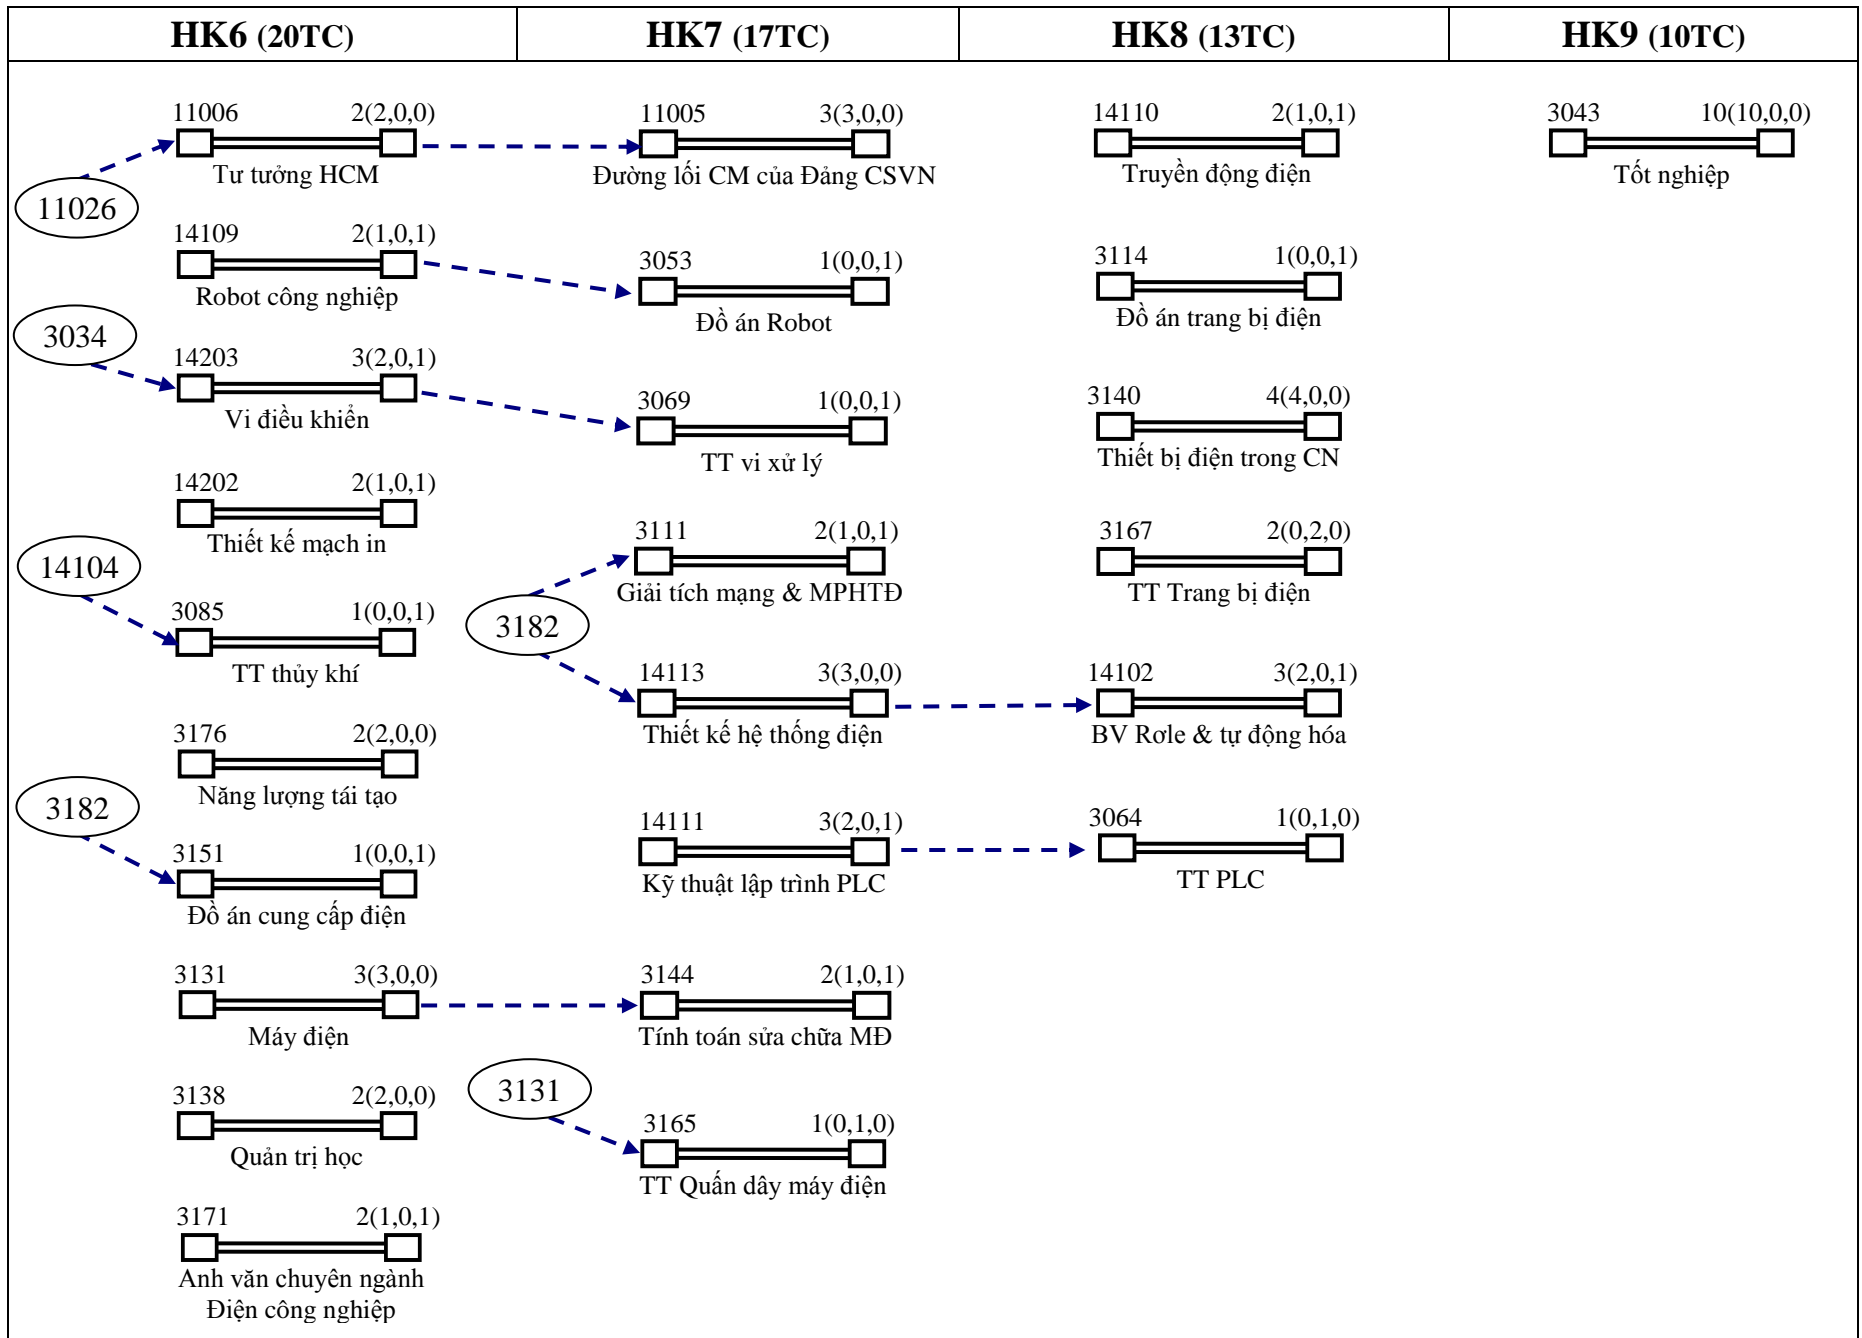 HK6 (20TC)
HK7 (17TC)
HK8 (13TC)
HK9 (10TC)
11006 2(2,0,0)
Tư tưởng HCM
11026
14109 2(1,0,1)
Robot công nghiệp
3034
14203 3(2,0,1)
Vi điều khiển
14202 2(1,0,1)
Thiết kế mạch in
14104
3085 1(0,0,1)
TT thủy khí
3176 2(2,0,0)
Năng lượng tái tạo
3182
3151 1(0,0,1)
Đồ án cung cấp điện
3131 3(3,0,0)
Máy điện
3138 2(2,0,0)
Quản trị học
3171 2(1,0,1)
Anh văn chuyên ngành
Điện công nghiệp
11005 3(3,0,0)
Đường lối CM của Đảng CSVN
3053 1(0,0,1)
Đồ án Robot
3069 1(0,0,1)
TT vi xử lý
3111 2(1,0,1)
Giải tích mạng & MPHTĐ
3182
14113 3(3,0,0)
Thiết kế hệ thống điện
14111 3(2,0,1)
Kỹ thuật lập trình PLC
3144 2(1,0,1)
Tính toán sửa chữa MĐ
3131
3165 1(0,1,0)
TT Quấn dây máy điện
14110 2(1,0,1)
Truyền động điện
3114 1(0,0,1)
Đồ án trang bị điện
3140 4(4,0,0)
Thiết bị điện trong CN
3167 2(0,2,0)
TT Trang bị điện
14102 3(2,0,1)
BV Rơle & tự động hóa
3064 1(0,1,0)
TT PLC
3043 10(10,0,0)
Tốt nghiệp